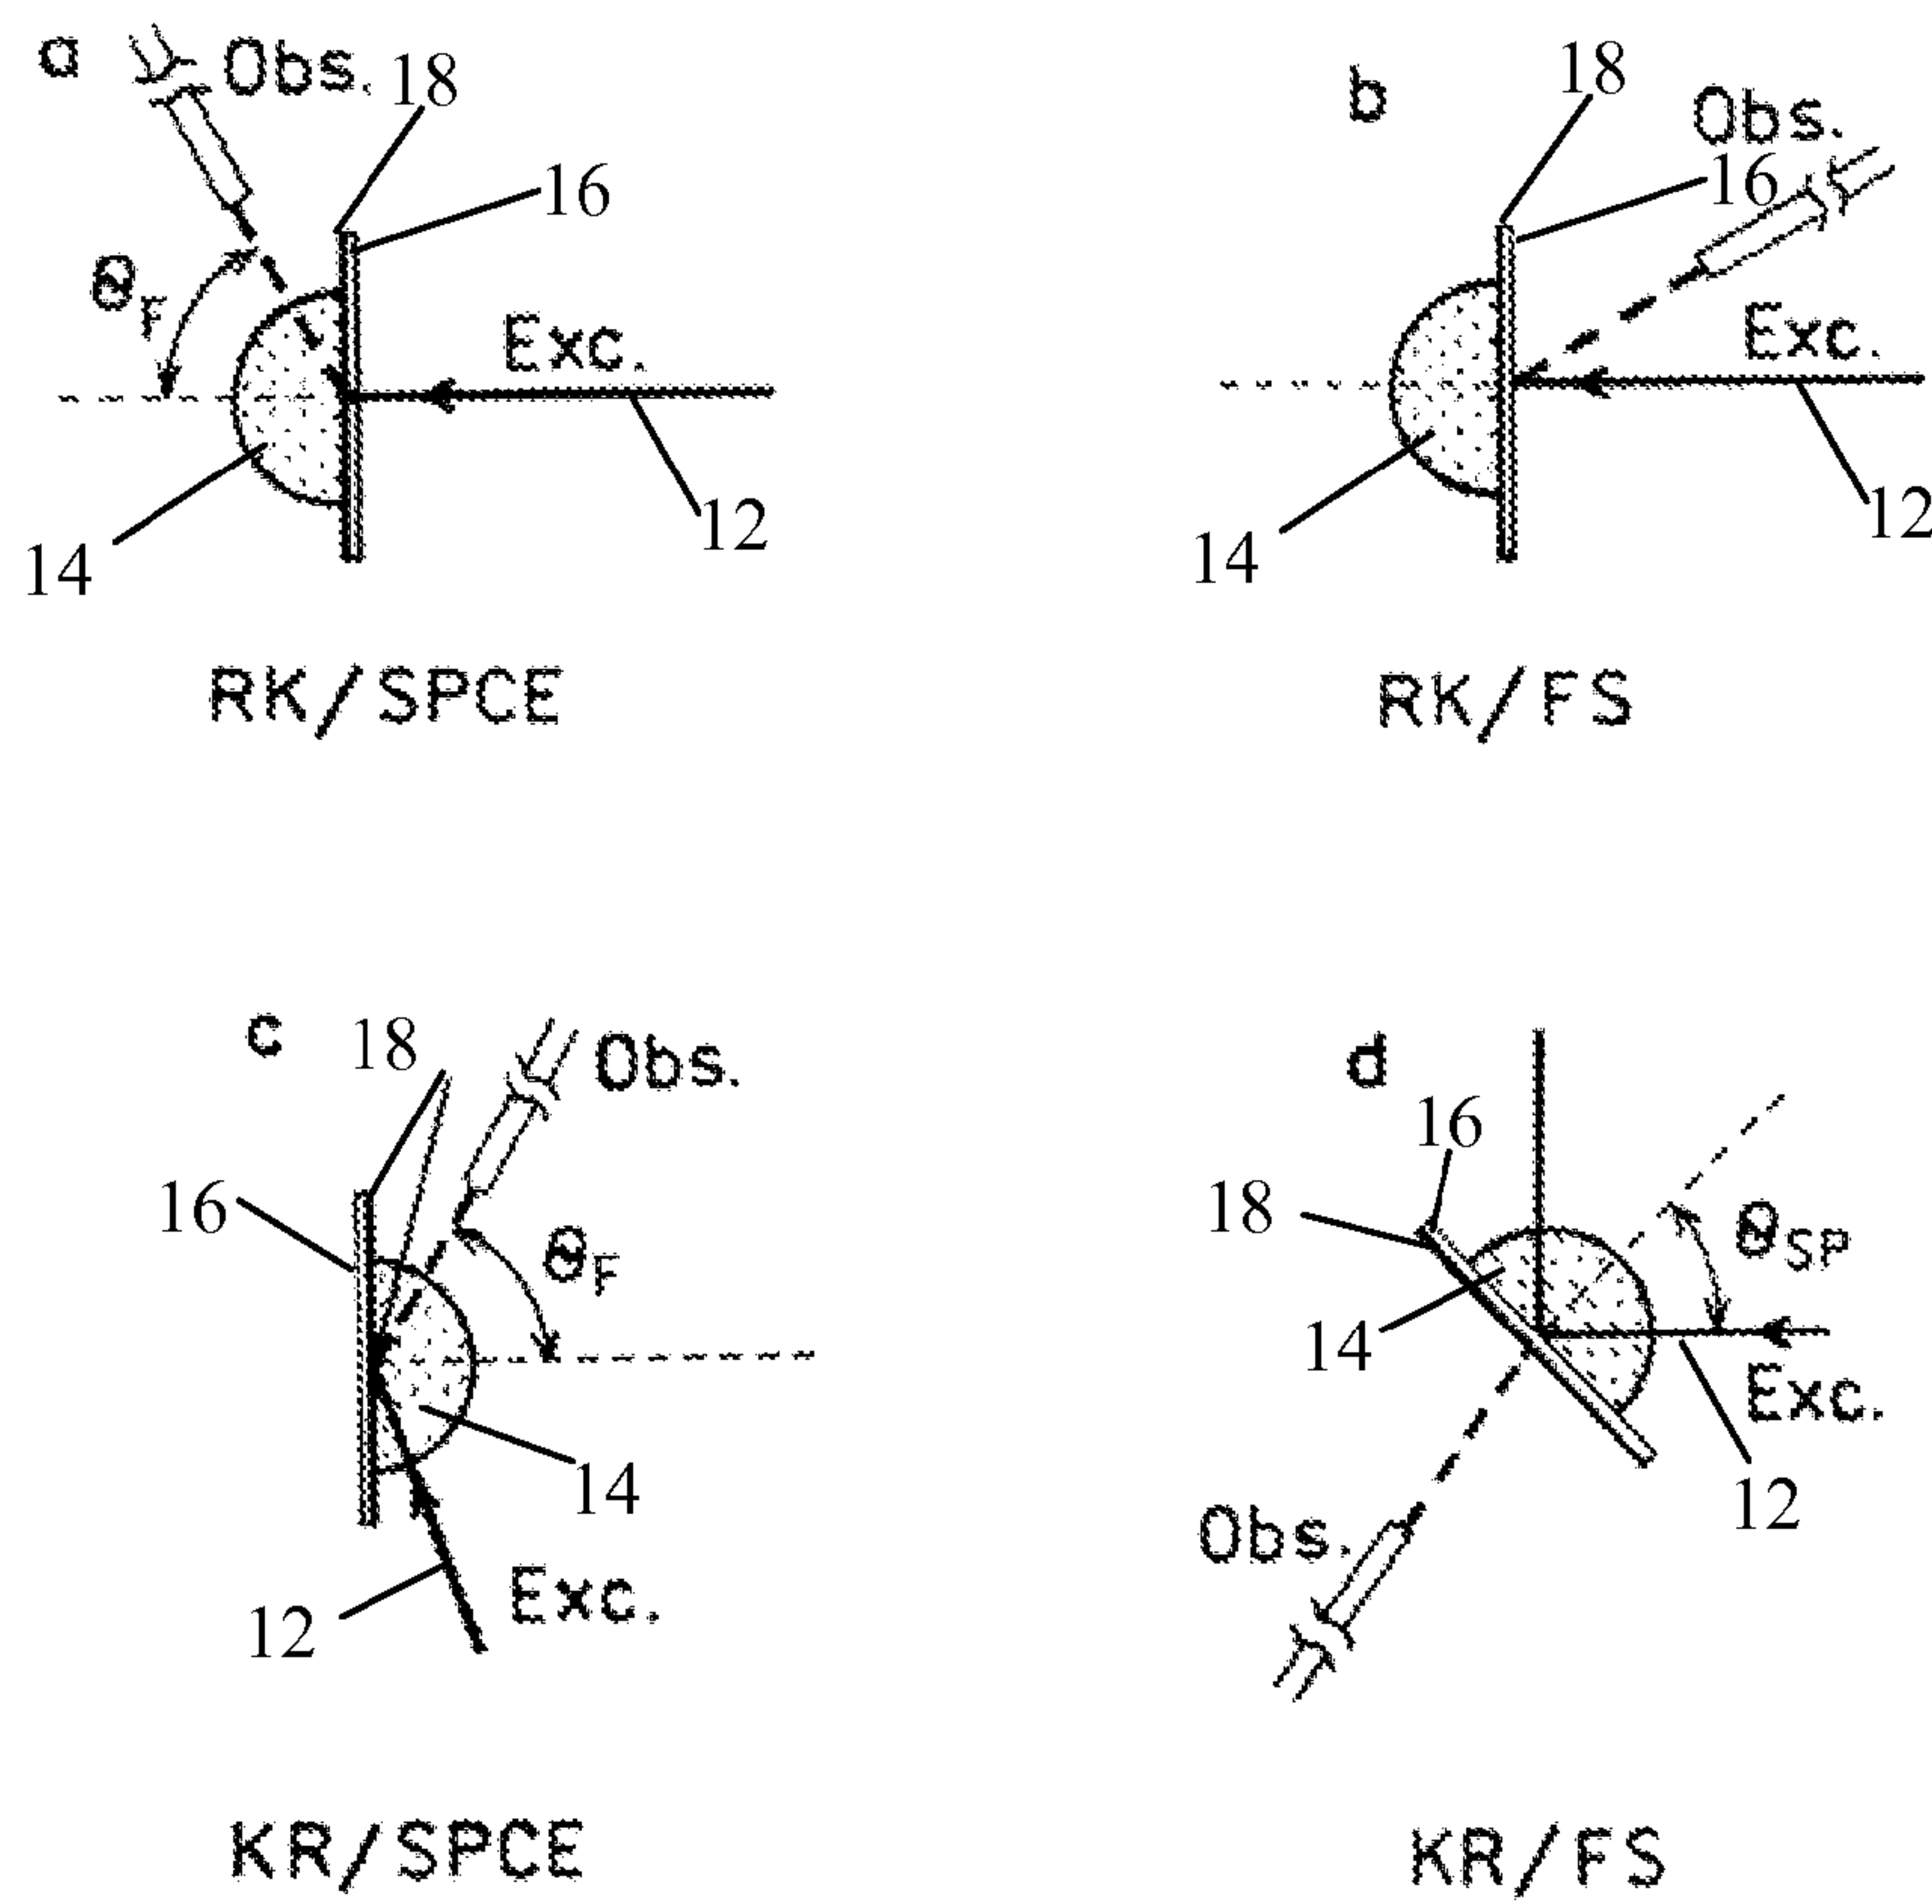 a Obs. 18
16
θF
Exc.
14
12
RK/SPCE
b 18
Obs.
16
Exc.
14
12
RK/FS
c 18 Obs.
16
θF
14
12
Exc.
KR/SPCE
d
16
18
θSP
14
Exc.
12
Obs.
KR/FS